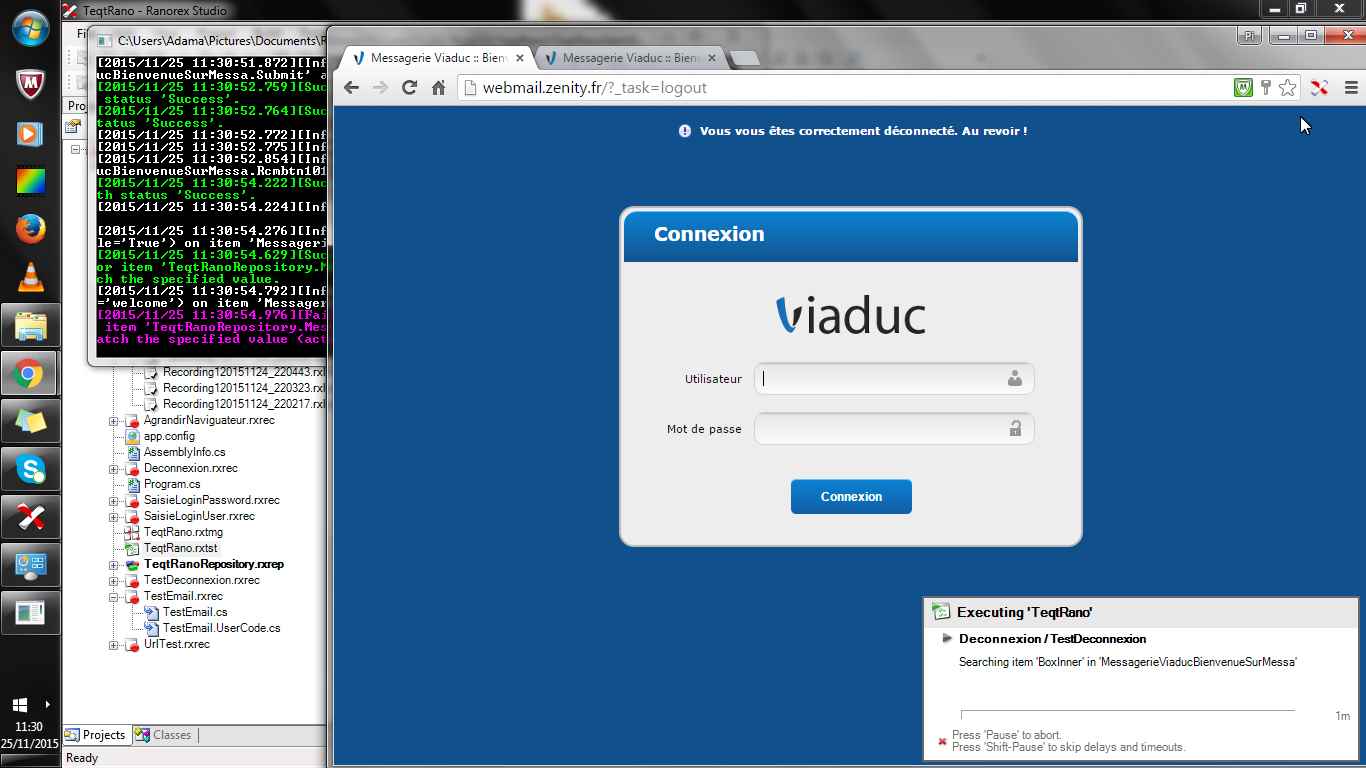 TeqtRano - Ranorex Studio
C:\Users\Adama\Pictures\Documents\R
[2015/11/25 11:30:51.872][Inf
ucBienvenueSurMessa.Submit' a
[2015/11/25 11:30:52.759][Suc
status 'Success'.
[2015/11/25 11:30:52.764][Suc
tatus 'Success'.
[2015/11/25 11:30:52.772][Inf
[2015/11/25 11:30:52.775][Inf
[2015/11/25 11:30:52.854][Inf
ucBienvenueSurMessa.Rcmbtn101
[2015/11/25 11:30:54.222][Suc
th status 'Success'.
[2015/11/25 11:30:54.224][Inf
[2015/11/25 11:30:54.276][Inf
le='True') on item 'Messageri
[2015/11/25 11:30:54.629][Suc
or item 'TeqtRanoRepository.M
ch the specified value.
[2015/11/25 11:30:54.792][Inf
='welcome') on item 'Messager
[2015/11/25 11:30:54.976][Fai
item 'TeqtRanoRepository.Mes
atch the specified value (act
Recording120151124_220443.rxl
Recording120151124_220323.rxl
Recording120151124_220217.rxl
AgrandirNaviguateur.rxrec
app.config
AssemblyInfo.cs
Deconnexion.rxrec
Program.cs
SaisieLoginPassword.rxrec
SaisieLoginUser.rxrec
TeqtRano.rxtmg
TeqtRano.rxtst
TeqtRanoRepository.rxrep
TestDeconnexion.rxrec
TestEmail.rxrec
TestEmail.cs
TestEmail.UserCode.cs
UrlTest.rxrec
Projects
Classes
Ready
11:30
25/11/2015
Messagerie Viaduc :: Bien
Messagerie Viaduc :: Bien
webmail.zenity.fr/?_task=logout
Vous vous êtes correctement déconnecté. Au revoir !
Connexion
viaduc
Utilisateur
Mot de passe
Connexion
Executing 'TeqtRano'
Deconnexion / TestDeconnexion
Searching item 'BoxInner' in 'MessagerieViaducBienvenueSurMessa'
1m
Press 'Pause' to abort.
Press 'Shift-Pause' to skip delays and timeouts.